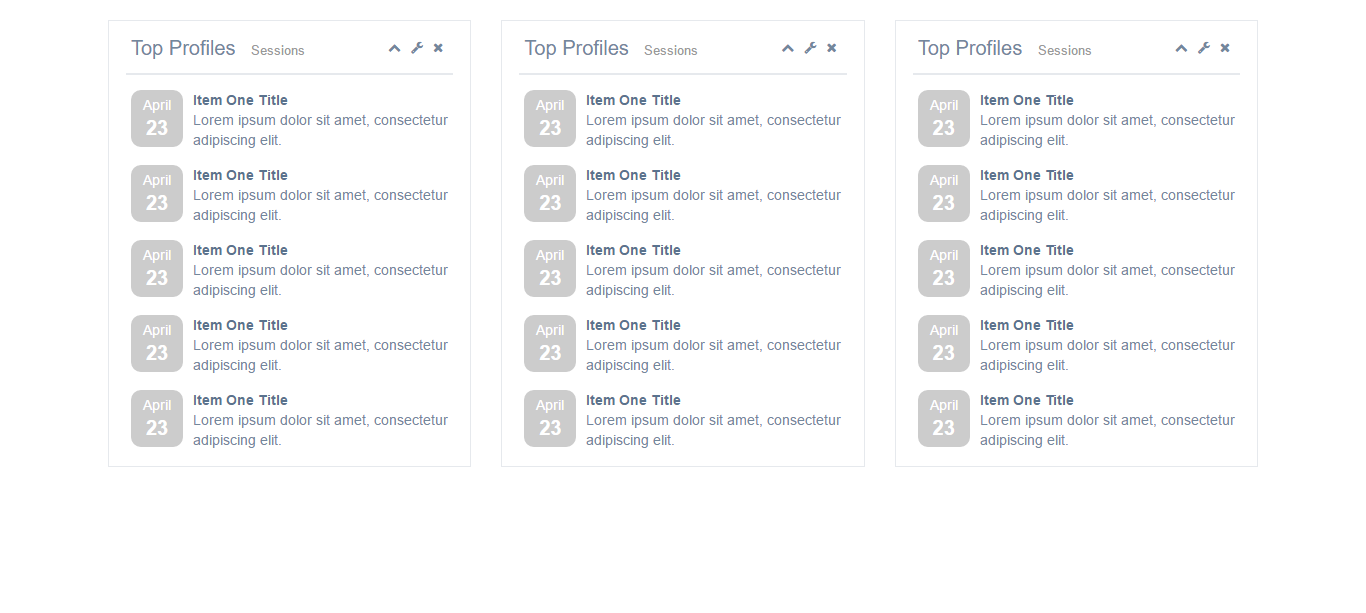 Top Profiles Sessions
April
23
Item One Title
Lorem ipsum dolor sit amet, consectetur
adipiscing elit.
April
23
Item One Title
Lorem ipsum dolor sit amet, consectetur
adipiscing elit.
April
23
Item One Title
Lorem ipsum dolor sit amet, consectetur
adipiscing elit.
April
23
Item One Title
Lorem ipsum dolor sit amet, consectetur
adipiscing elit.
April
23
Item One Title
Lorem ipsum dolor sit amet, consectetur
adipiscing elit.
Top Profiles Sessions
April
23
Item One Title
Lorem ipsum dolor sit amet, consectetur
adipiscing elit.
April
23
Item One Title
Lorem ipsum dolor sit amet, consectetur
adipiscing elit.
April
23
Item One Title
Lorem ipsum dolor sit amet, consectetur
adipiscing elit.
April
23
Item One Title
Lorem ipsum dolor sit amet, consectetur
adipiscing elit.
April
23
Item One Title
Lorem ipsum dolor sit amet, consectetur
adipiscing elit.
Top Profiles Sessions
April
23
Item One Title
Lorem ipsum dolor sit amet, consectetur
adipiscing elit.
April
23
Item One Title
Lorem ipsum dolor sit amet, consectetur
adipiscing elit.
April
23
Item One Title
Lorem ipsum dolor sit amet, consectetur
adipiscing elit.
April
23
Item One Title
Lorem ipsum dolor sit amet, consectetur
adipiscing elit.
April
23
Item One Title
Lorem ipsum dolor sit amet, consectetur
adipiscing elit.